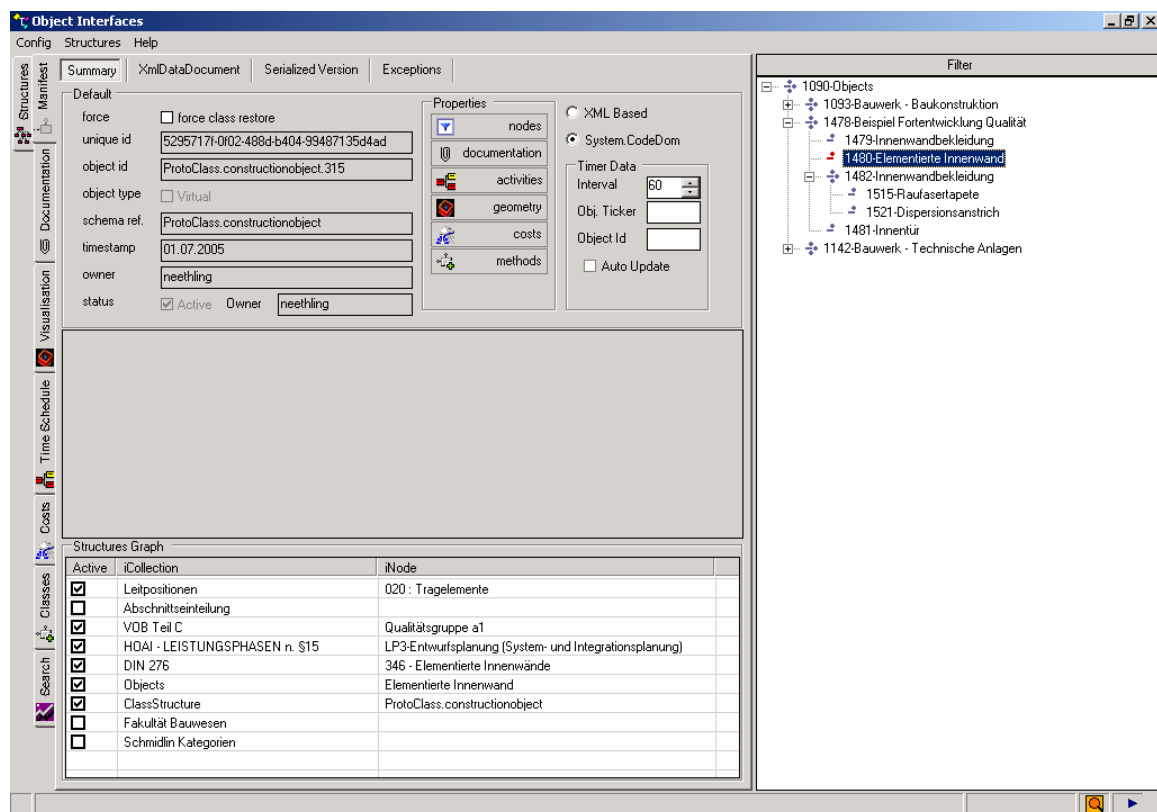 Object Interfaces
Config Structures Help
Structures
Manifest
Documentation
Visualisation
Time Schedule
Costs
Classes
Search
Summary XmlDataDocument Serialized Version Exceptions
Default
force force class restore
unique id 5295717f-0f02-488d-b404-99487135d4ad
object id ProtoClass.constructionobject.315
object type Virtual
schema ref. ProtoClass.constructionobject
timestamp 01.07.2005
owner neethling
status Active Owner neethling
Properties
nodes
documentation
activities
geometry
costs
methods
XML Based
System.CodeDom
Timer Data
Interval 60
Obj. Ticker
Object Id
Auto Update
Structures Graph
Active iCollection iNode
Leitpositionen 020 : Tragelemente
Abschnittseinteilung
VOB Teil C Qualitätsgruppe a1
HOAI - LEISTUNGSPHASEN n. §15 LP3-Entwurfsplanung (System- und Integrationsplanung)
DIN 276 346 - Elementierte Innenwände
Objects Elementierte Innenwand
ClassStructure ProtoClass.constructionobject
Fakultät Bauwesen
Schmidlin Kategorien
Filter
1090-Objects
1093-Bauwerk - Baukonstruktion
1478-Beispiel Fortentwicklung Qualität
1479-Innenwandbekleidung
1480-Elementierte Innenwand
1482-Innenwandbekleidung
1515-Raufasertapete
1521-Dispersionsanstrich
1481-Innentür
1142-Bauwerk - Technische Anlagen